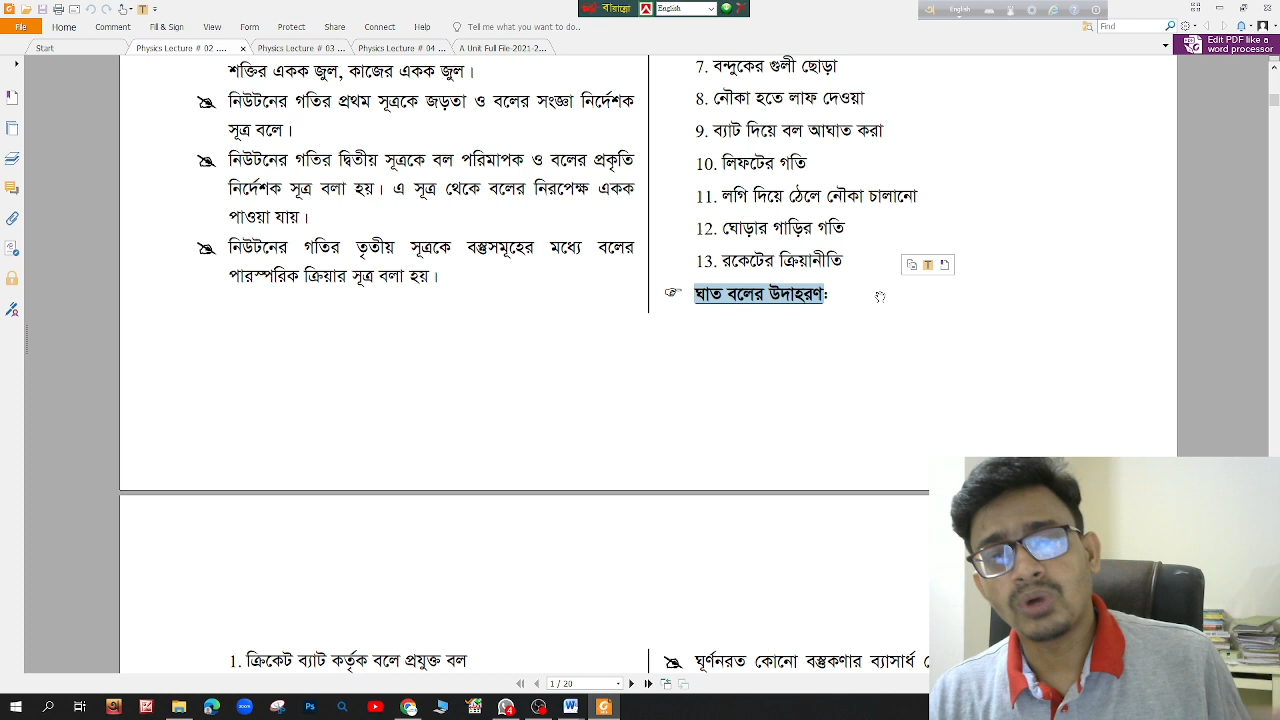 বাঙালো
English
English
File
Home
Comment
View
Form
Protect
Share
Connect
Help
Fill & Sign
Tell me what you want to do..
Find
Start
Physics Lecture # 02 ...
Physics Lecture # 03 ...
Physics Lecture # 04 ...
A Unit Full Fife 2021-2...
Edit PDF like a
word processor
শক্তির একক জুল, কাজের একক জুল।
নিউটনের গতির প্রথম সূত্রকে জড়তা ও বলের সংজ্ঞা নির্দেশক
সূত্র বলে।
নিউটনের গতির দ্বিতীয় সূত্রকে বল পরিমাপক ও বলের প্রকৃতি
নির্দেশক সূত্র বলা হয়। এ সূত্র থেকে বলের নিরপেক্ষ একক
পাওয়া যায়।
নিউটনের গতির তৃতীয় সূত্রকে বস্তুসমূহের মধ্যে বলের
পারস্পরিক ক্রিয়ার সূত্র বলা হয়।
7. বন্দুকের গুলী ছোড়া
8. নৌকা হতে লাফ দেওয়া
9. ব্যাট দিয়ে বল আঘাত করা
10. লিফটের গতি
11. লগি দিয়ে ঠেলে নৌকা চালানো
12. ঘোড়ার গাড়ির গতি
13. রকেটের ক্রিয়ানীতি
ঘাত বলের উদাহরণ:
1. ক্রিকেট ব্যাট কর্তৃক বলে প্রযুক্ত বল
ঘূর্ণনরত কোনো বস্তুকণার ব্যাসার্ধ
1 / 20